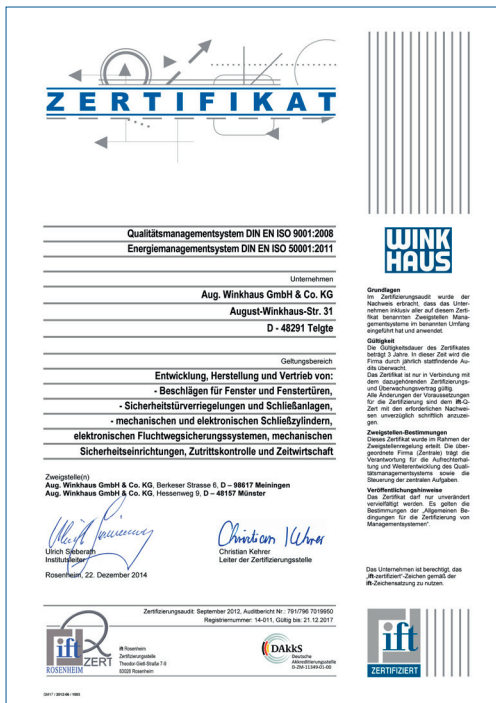 ZERTIFIKAT
Qualitätsmanagementsystem DIN EN ISO 9001:2008
Energiemanagementsystem DIN EN ISO 50001:2011
Unternehmen
Aug. Winkhaus GmbH & Co. KG
August-Winkhaus-Str. 31
D - 48291 Telgte
Geltungsbereich
Entwicklung, Herstellung und Vertrieb von:
- Beschlägen für Fenster und Fenstertüren,
- Sicherheitstürverriegelungen und Schließanlagen,
- mechanischen und elektronischen Schließzylindern,
elektronischen Fluchtwegsicherungssystemen, mechanischen
Sicherheitseinrichtungen, Zutrittskontrolle und Zeitwirtschaft
Zweigstelle(n)
Aug. Winkhaus GmbH & Co. KG, Berkeser Strasse 6, D – 98617 Meiningen
Aug. Winkhaus GmbH & Co. KG, Hessenweg 9, D – 48157 Münster
Ulrich Sieberath
Institutsleiter
Rosenheim, 22. Dezember 2014
Christian Kehrer
Christian Kehrer
Leiter der Zertifizierungsstelle
Zertifizierungsaudit: September 2012, Auditbericht Nr.: 791/796 7019950
Registriernummer: 14-011, Gültig bis: 21.12.2017
ift
Q
ZERT
ROSENHEIM
ift Rosenheim
Zertifizierungsstelle
Theodor-Gietl-Straße 7-9
83026 Rosenheim
DAkkS
Deutsche
Akkreditierungsstelle
D-ZM-11349-01-00
WINK
HAUS
Grundlagen
Im Zertifizierungsaudit wurde der
Nachweis erbracht, dass das Unter-
nehmen inklusiv aller auf diesem Zerti-
fikat benannten Zweigstellen Mana-
gementsysteme im benannten Umfang
eingeführt hat und anwendet.
Gültigkeit
Die Gültigkeitsdauer des Zertifikates
beträgt 3 Jahre. In dieser Zeit wird die
Firma durch jährlich stattfindende Au-
dits überwacht.
Das Zertifikat ist nur in Verbindung mit
dem dazugehörenden Zertifizierungs-
und Überwachungsvertrag gültig.
Alle Änderungen der Voraussetzungen
für die Zertifizierung sind dem ift-Q-
Zert mit den erforderlichen Nachwei-
sen unverzüglich schriftlich anzuzei-
gen.
Zweigstellen-Bestimmungen
Dieses Zertifikat wurde im Rahmen der
Zweigstellenregelung erteilt. Die über-
geordnete Firma (Zentrale) trägt die
Verantwortung für die Aufrechterhal-
tung und Weiterentwicklung des Quali-
tätsmanagementsystems sowie die
Steuerung der zentralen Aufgaben.
Veröffentlichungshinweise
Das Zertifikat darf nur unverändert
vervielfältigt werden. Es gelten die
Bestimmungen der „Allgemeinen Be-
dingungen für die Zertifizierung von
Managementsystemen“.
Das Unternehmen ist berechtigt, das
„ift-zertifiziert“-Zeichen gemäß der
ift-Zeichensatzung zu nutzen.
ift
ZERTIFIZIERT